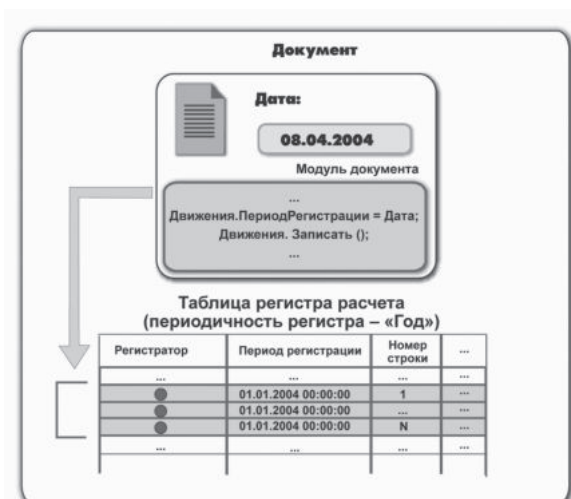 Документ
Дата:
08.04.2004
Модуль документа
...
Движения.ПериодРегистрации = Дата;
Движения. Записать ();
...
Таблица регистра расчета
(периодичность регистра – «Год»)
Регистратор Период регистрации Номер строки ...
... ... ... ...
01.01.2004 00:00:00 1 ...
01.01.2004 00:00:00 ... ...
01.01.2004 00:00:00 N ...
... ... ... ...